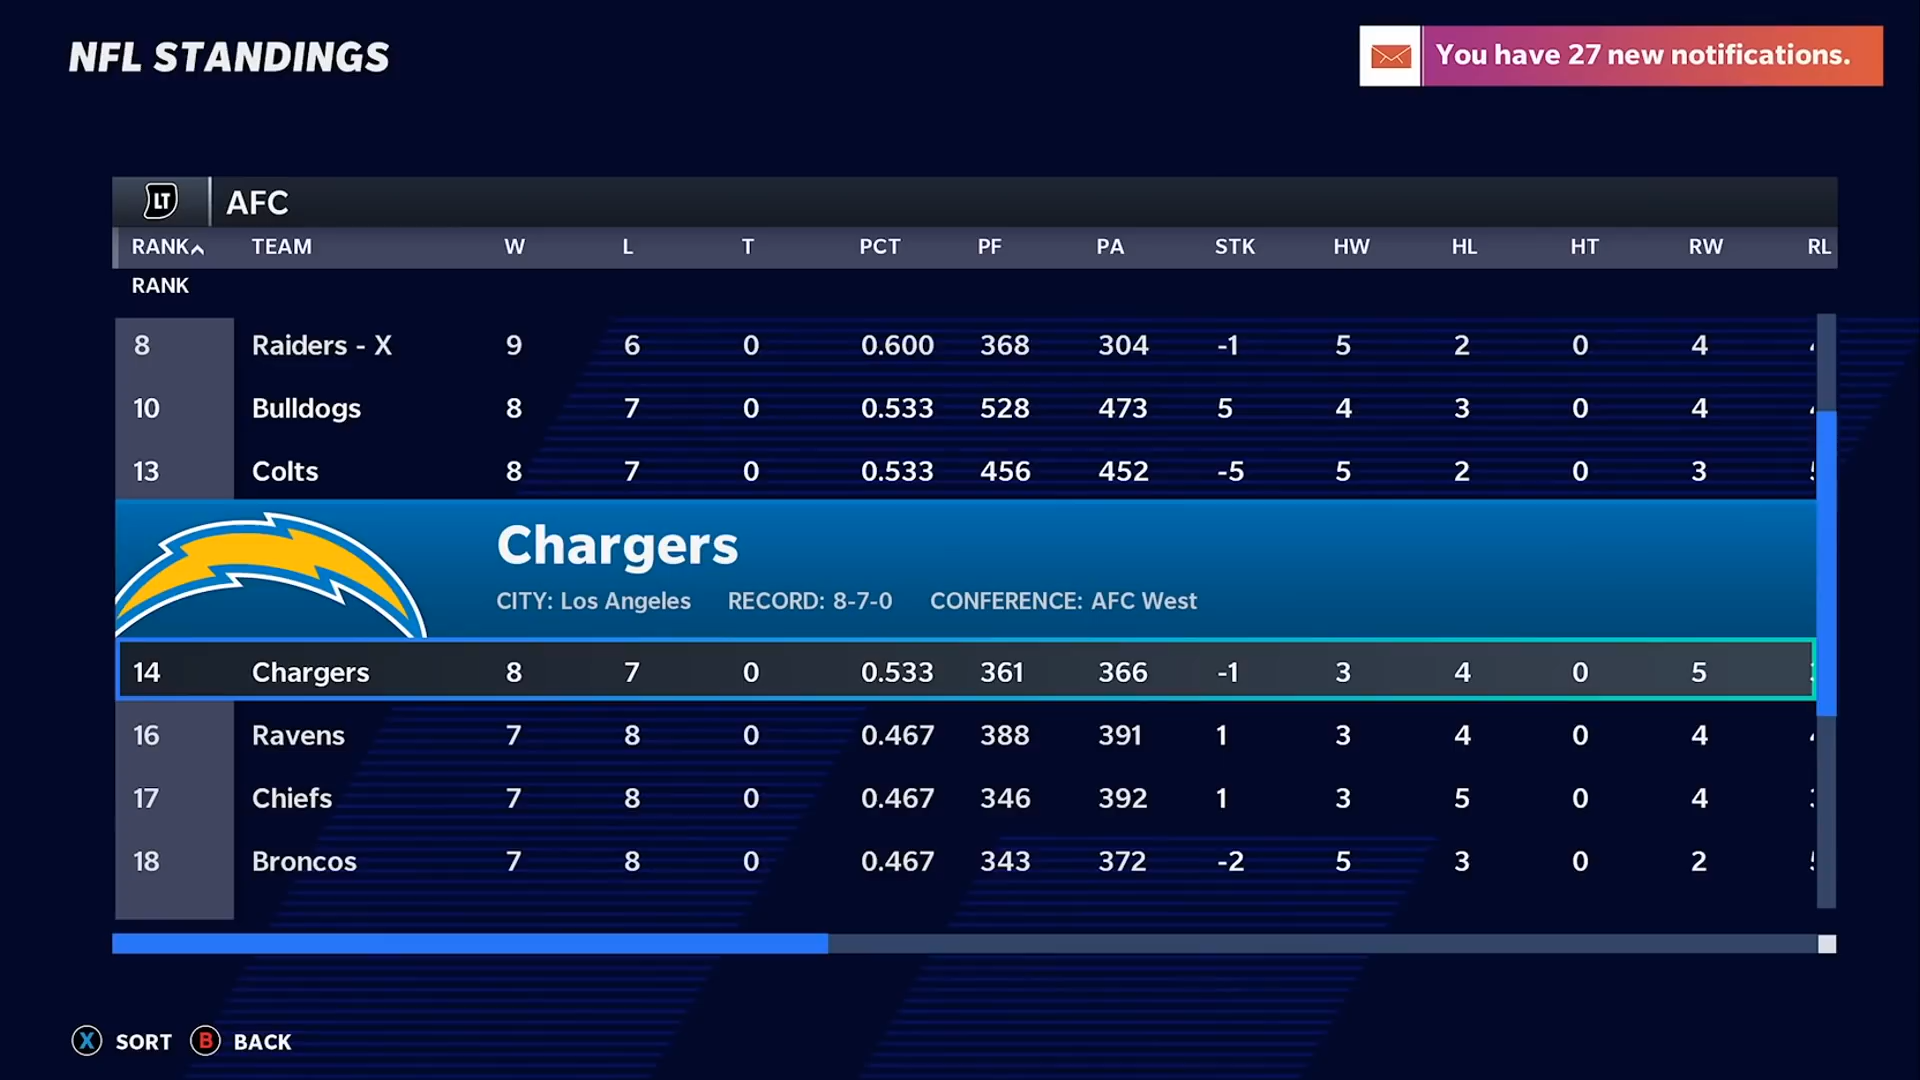 NFL STANDINGS
You have 27 new notifications.
LT AFC
RANK TEAM W L T PCT PF PA STK HW HL HT RW RL
RANK
8 Raiders - X 9 6 0 0.600 368 304 -1 5 2 0 4
10 Bulldogs 8 7 0 0.533 528 473 5 4 3 0 4
13 Colts 8 7 0 0.533 456 452 -5 5 2 0 3
Chargers
CITY: Los Angeles RECORD: 8-7-0 CONFERENCE: AFC West
14 Chargers 8 7 0 0.533 361 366 -1 3 4 0 5
16 Ravens 7 8 0 0.467 388 391 1 3 4 0 4
17 Chiefs 7 8 0 0.467 346 392 1 3 5 0 4
18 Broncos 7 8 0 0.467 343 372 -2 5 3 0 2
X SORT B BACK